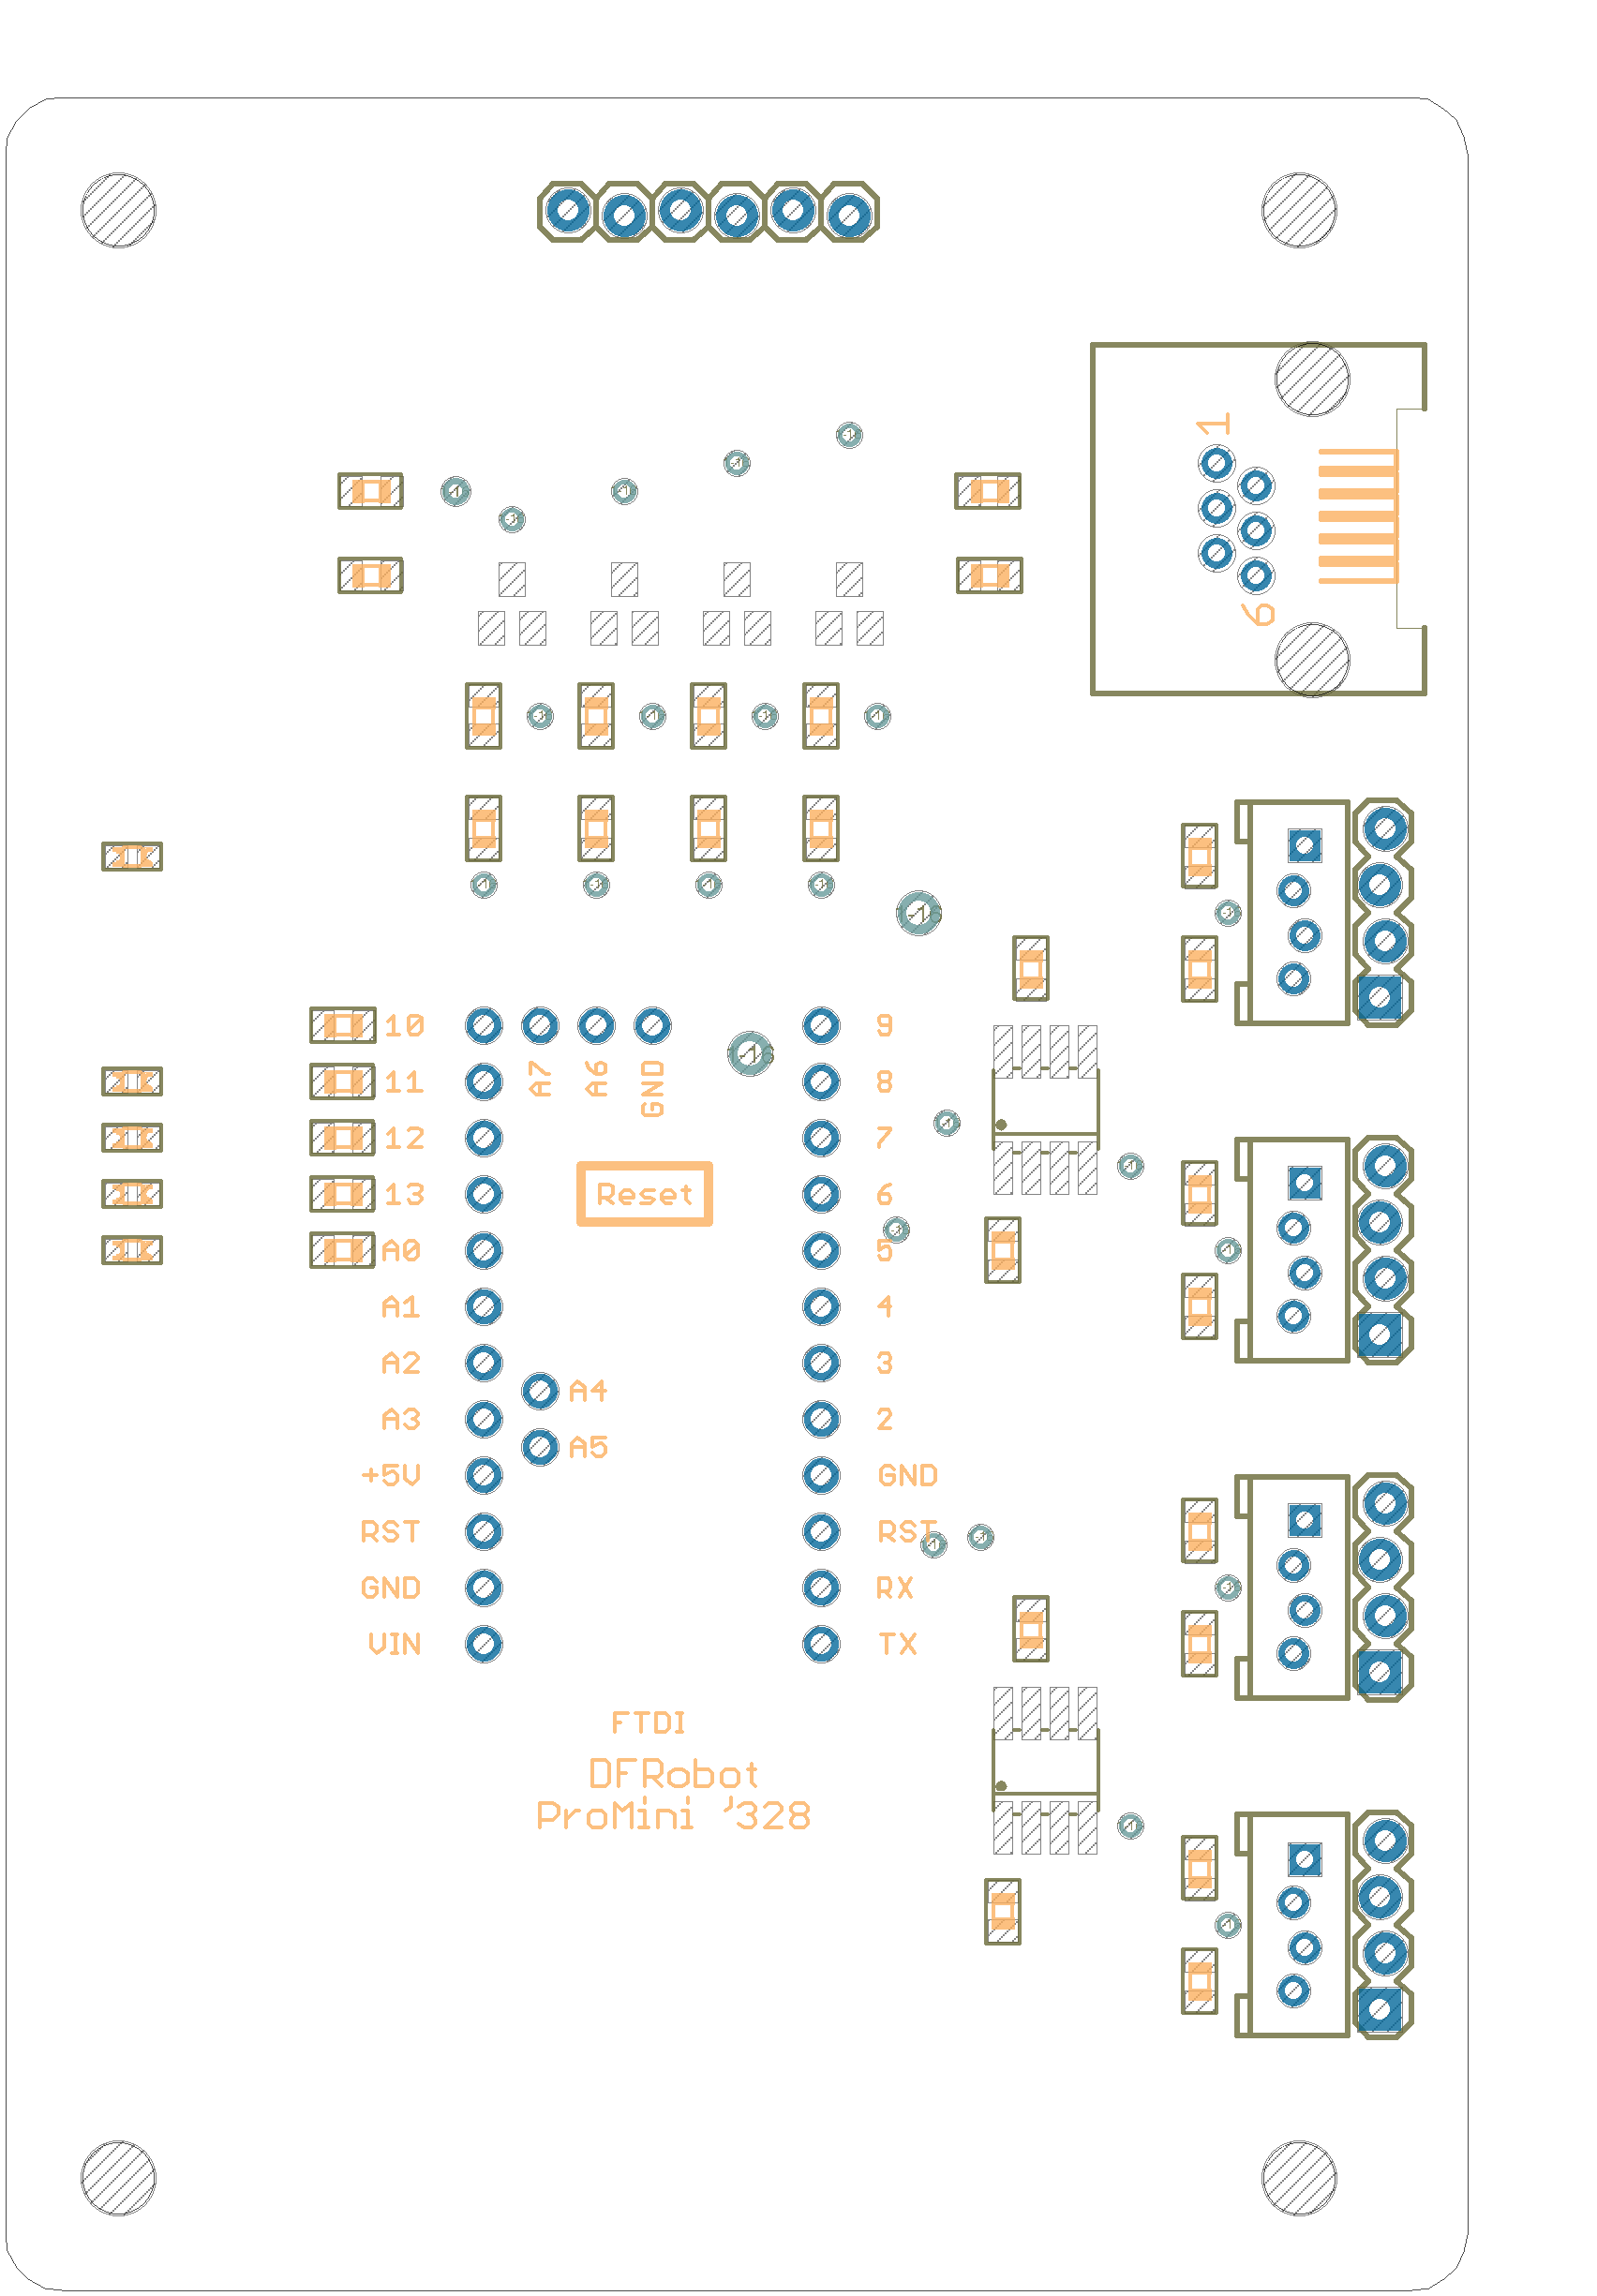 1
6
10 9
A7 A6 GND
11 8
12 7
13 Reset 6
A0 5
A1 4
A2 3
A4
A3 2
A5
+5V GND
RST RST
GND RX
VIN TX
FTDI
DFRobot
ProMini '328